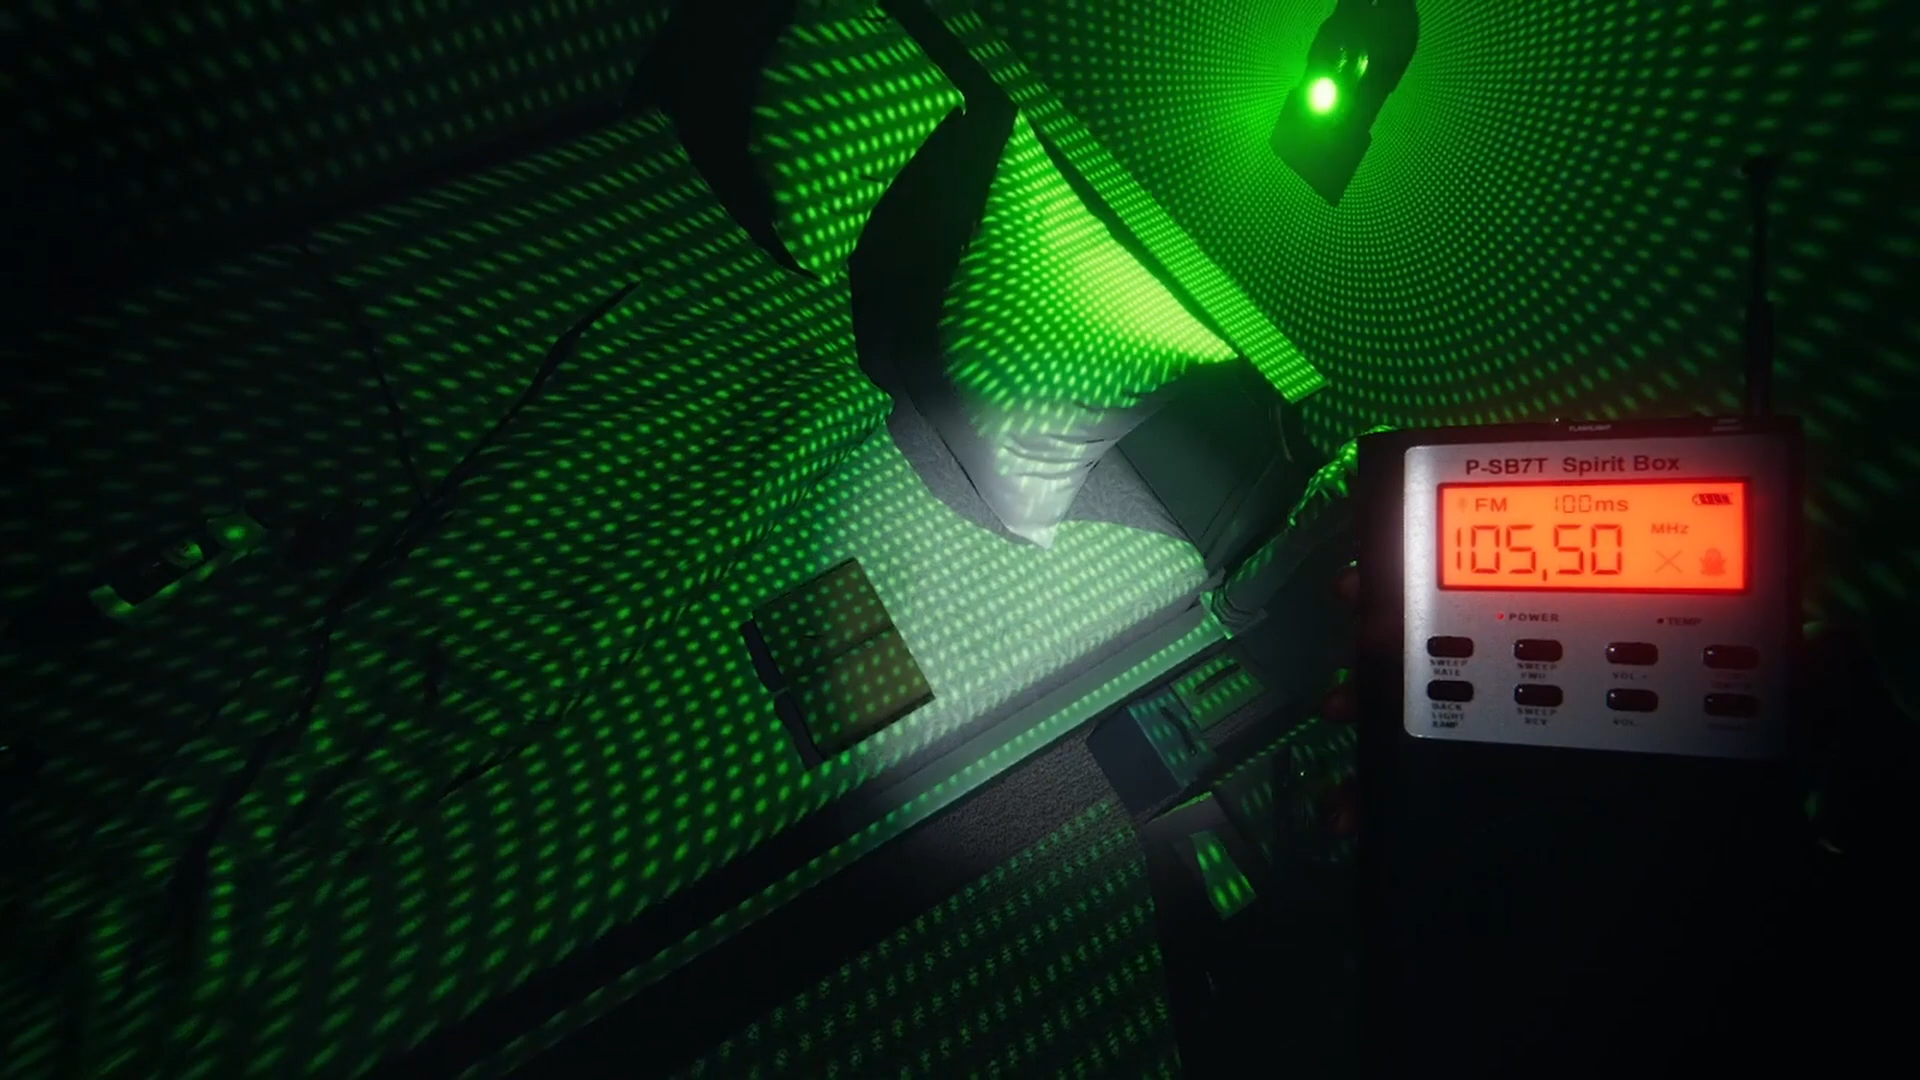 P-SB7T Spirit Box
FM 100ms
105,50 MHz
POWER
TEMP
SWEEP RATE
SWEEP FWD
VOL +
BACK LIGHT
SWEEP REV
VOL -